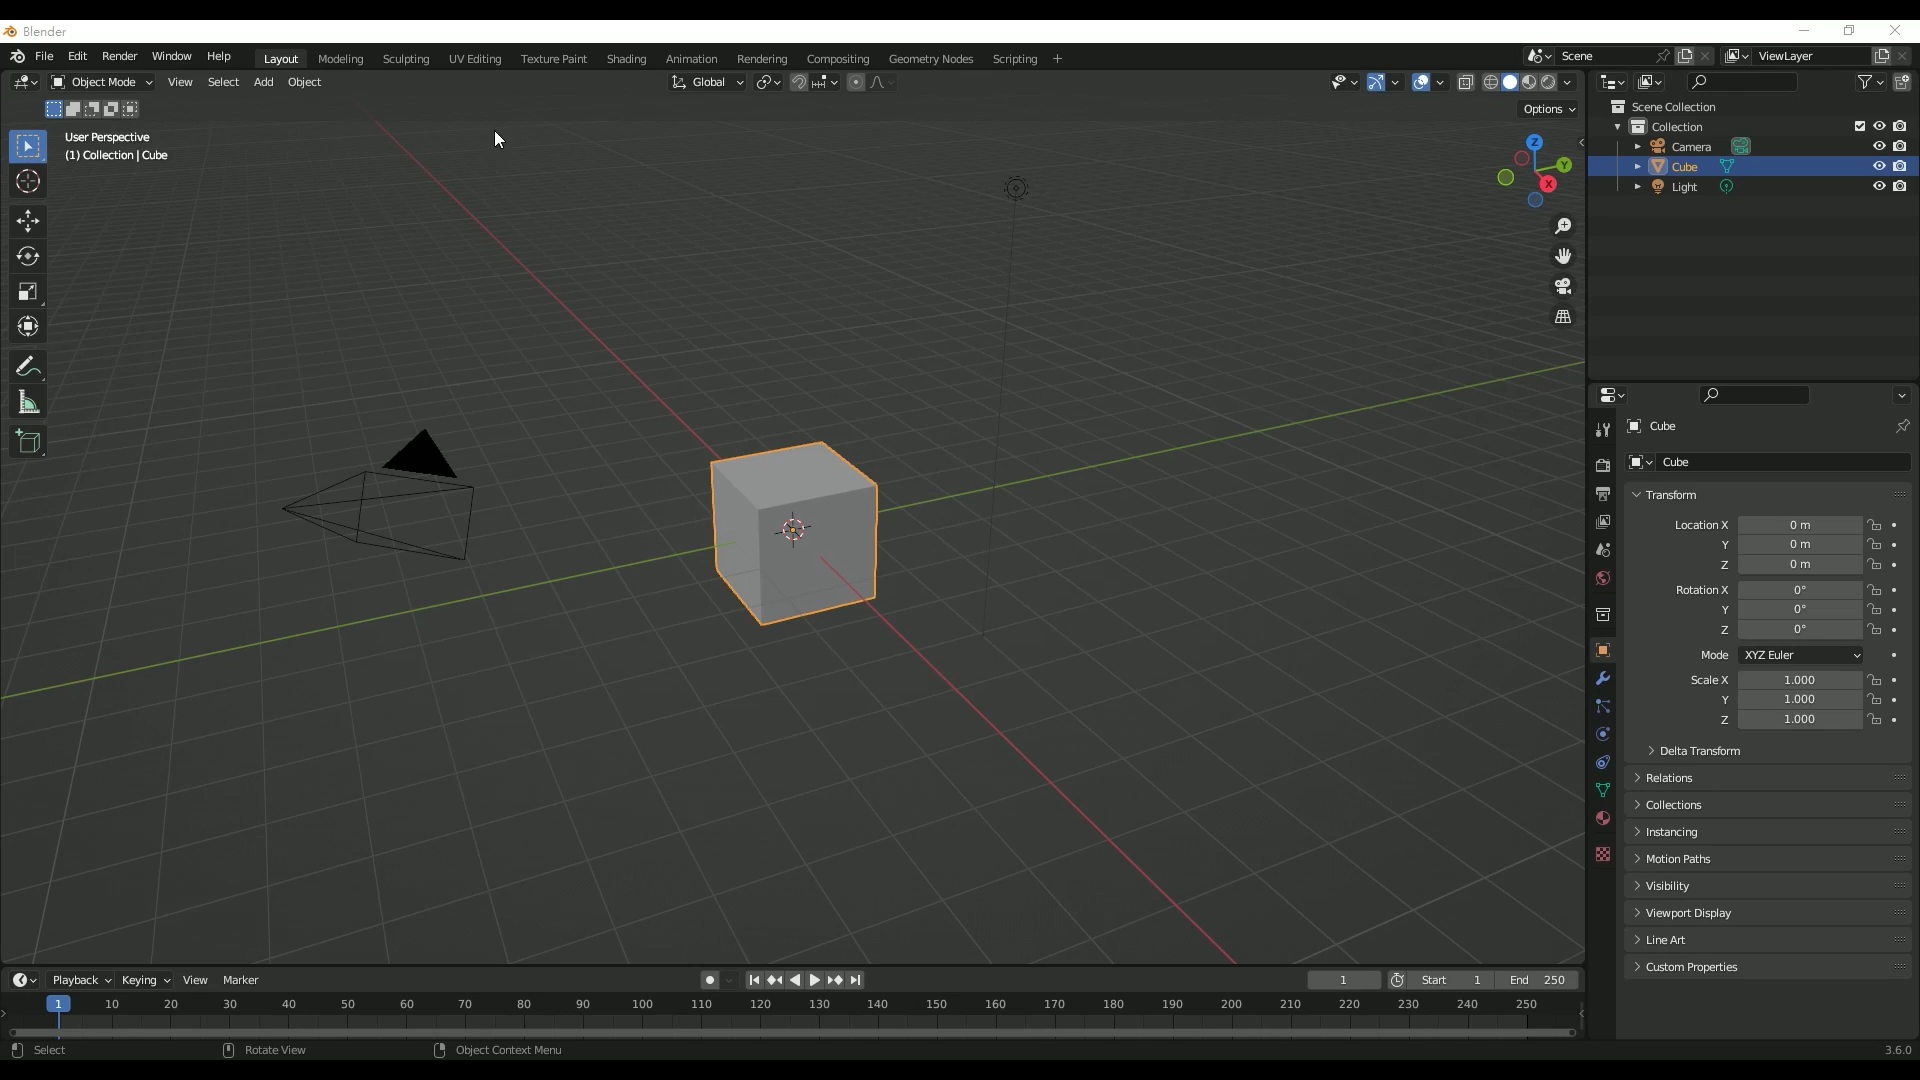 Blender
File Edit Render Window Help Layout Modeling Sculpting UV Editing Texture Paint Shading Animation Rendering Compositing Geometry Nodes Scripting + Scene ViewLayer
Object Mode View Select Add Object Global
Options
User Perspective
(1) Collection | Cube
Z
Y
X
Scene Collection
Collection
Camera
Cube
Light
Cube
Cube
Transform
Location X 0 m
Y 0 m
Z 0 m
Rotation X 0°
Y 0°
Z 0°
Mode XYZ Euler
Scale X 1.000
Y 1.000
Z 1.000
Delta Transform
Relations
Collections
Instancing
Motion Paths
Visibility
Viewport Display
Line Art
Custom Properties
Playback Keying View Marker 1 Start 1 End 250
1 10 20 30 40 50 60 70 80 90 100 110 120 130 140 150 160 170 180 190 200 210 220 230 240 250
Select Rotate View Object Context Menu 3.6.0